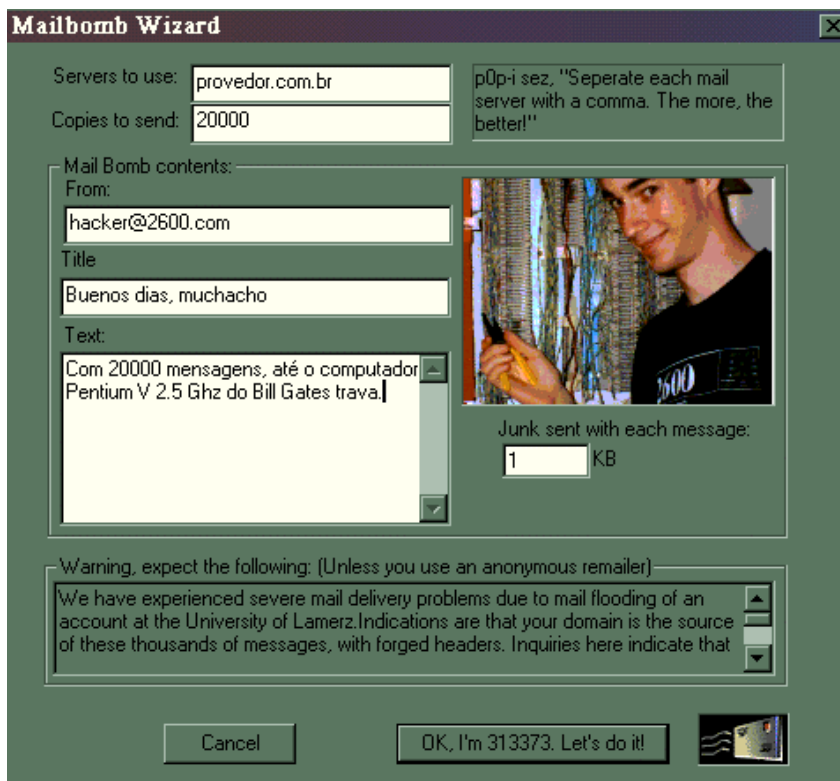 Mailbomb Wizard
Servers to use:
provedor.com.br
Copies to send:
20000
p0p-i sez, "Seperate each mail
server with a comma. The more, the
better!"
Mail Bomb contents:
From:
hacker@2600.com
Title
Buenos dias, muchacho
Text:
Com 20000 mensagens, até o computador
Pentium V 2.5 Ghz do Bill Gates trava.
2600
Junk sent with each message:
1 KB
Warning, expect the following: (Unless you use an anonymous remailer)
We have experienced severe mail delivery problems due to mail flooding of an
account at the University of Lamerz.Indications are that your domain is the source
of these thousands of messages, with forged headers. Inquiries here indicate that
Cancel
OK, I'm 313373. Let's do it!